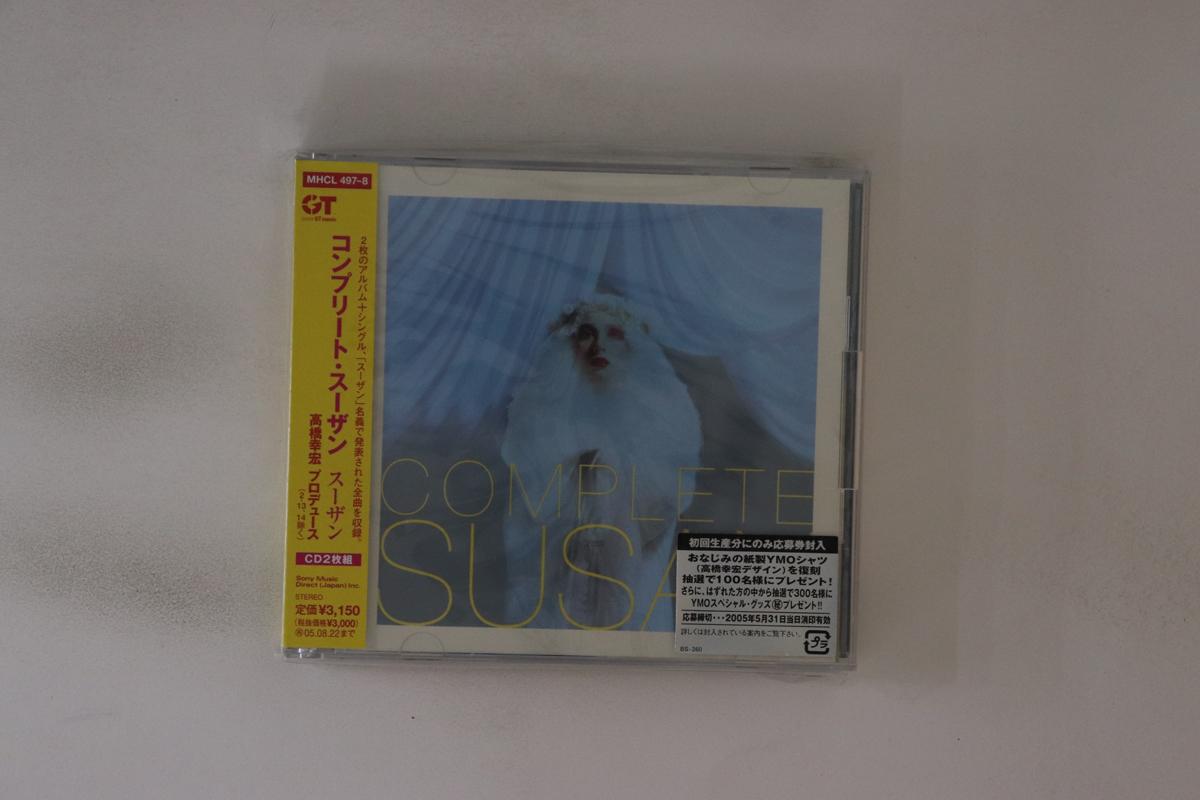 MHCL 497-8
GT
2枚のアルバム+シングル、「スーザン」名義で発表された全曲を収録。
コンプリート・スーザン スーザン
高橋幸宏 プロデュース
(2-13、14除く)
CD2枚組
Sony Music
Direct (Japan) Inc.
STEREO
定価¥3,150
(税抜価格¥3,000)
05.08.22まで
COMPLETE
SUSA
初回生産分にのみ応募券封入
おなじみの紙製YMOシャツ
(高橋幸宏デザイン)を復刻
抽選で100名様にプレゼント!
さらに、はずれた方の中から抽選で300名様に
YMOスペシャル・グッズ㊙プレゼント!!
応募締切・・・2005年5月31日当日消印有効
詳しくは封入されている案内をご覧下さい。
BS-260
プラ